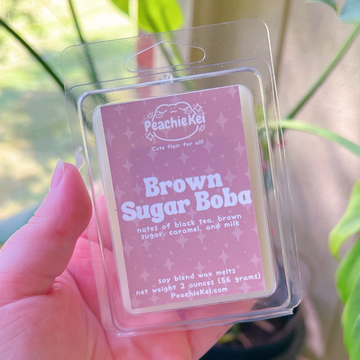 PeachieKei
Cute flair for all!
Brown
Sugar Boba
notes of black tea, brown
sugar, caramel, and milk
soy blend wax melts
net weight 2 ounces (56 grams)
PeachieKei.com